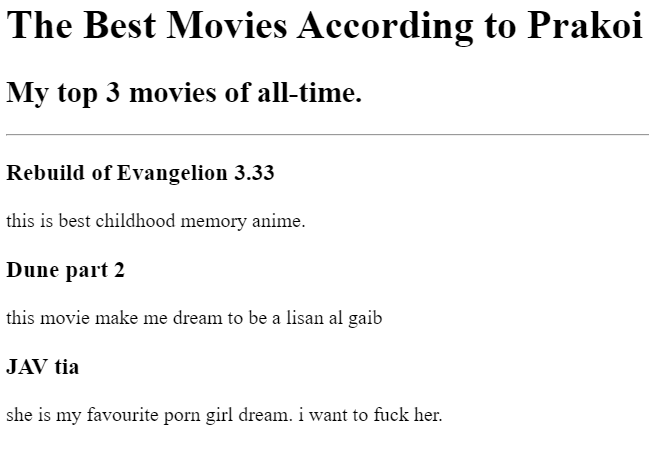 The Best Movies According to Prakoi
My top 3 movies of all-time.
Rebuild of Evangelion 3.33
this is best childhood memory anime.
Dune part 2
this movie make me dream to be a lisan al gaib
JAV tia
she is my favourite porn girl dream. i want to fuck her.